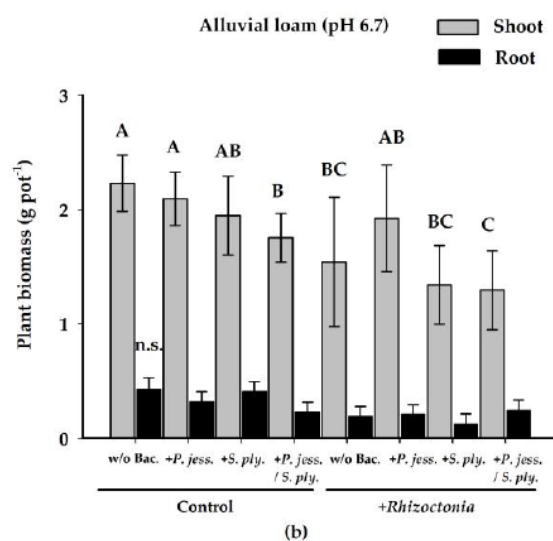 Alluvial loam (pH 6.7)
Shoot
Root
Plant biomass (g pot⁻¹)
3
2
1
0
A
A
AB
B
BC
AB
BC
C
n.s.
w/o Bac. +P. jess. +S. ply. +P. jess. w/o Bac. +P. jess. +S. ply. +P. jess.
/ S. ply. / S. ply.
Control +Rhizoctonia
(b)